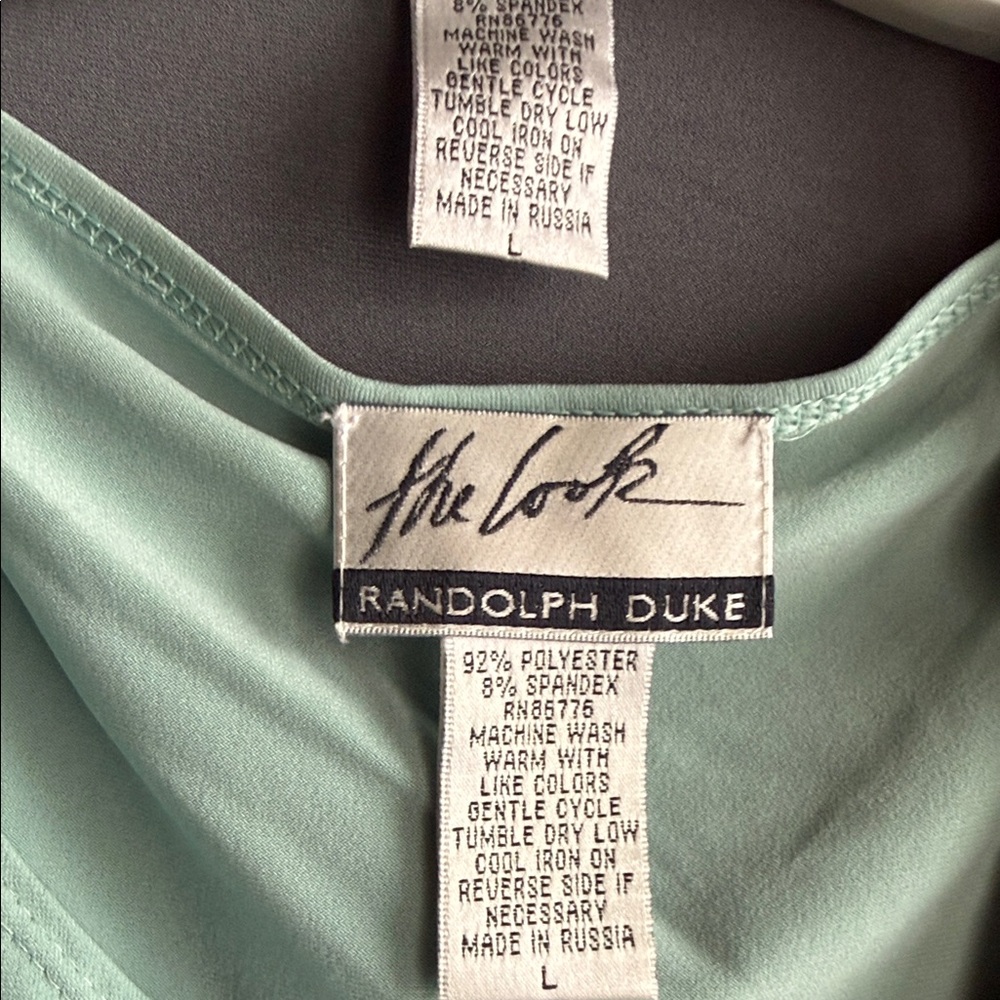 8% SPANDEX
RN86776
MACHINE WASH
WARM WITH
LIKE COLORS
GENTLE CYCLE
TUMBLE DRY LOW
COOL IRON ON
REVERSE SIDE IF
NECESSARY
MADE IN RUSSIA
L
the look
RANDOLPH DUKE
92% POLYESTER
8% SPANDEX
RN86776
MACHINE WASH
WARM WITH
LIKE COLORS
GENTLE CYCLE
TUMBLE DRY LOW
COOL IRON ON
REVERSE SIDE IF
NECESSARY
MADE IN RUSSIA
L